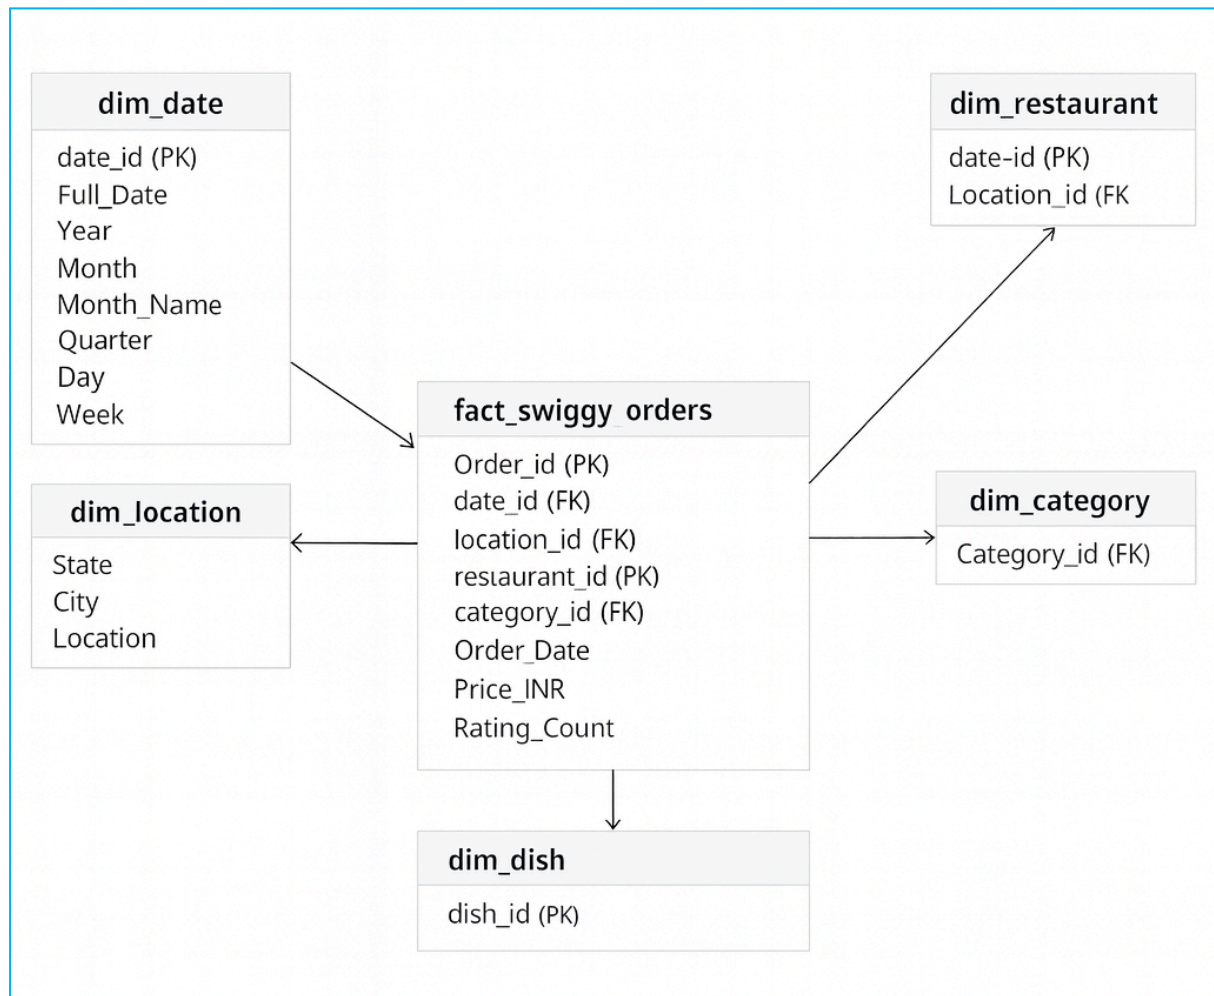 dim_date
date_id (PK)
Full_Date
Year
Month
Month_Name
Quarter
Day
Week
dim_restaurant
date-id (PK)
Location_id (FK
fact_swiggy_orders
Order_id (PK)
date_id (FK)
location_id (FK)
restaurant_id (PK)
category_id (FK)
Order_Date
Price_INR
Rating_Count
dim_location
State
City
Location
dim_category
Category_id (FK)
dim_dish
dish_id (PK)